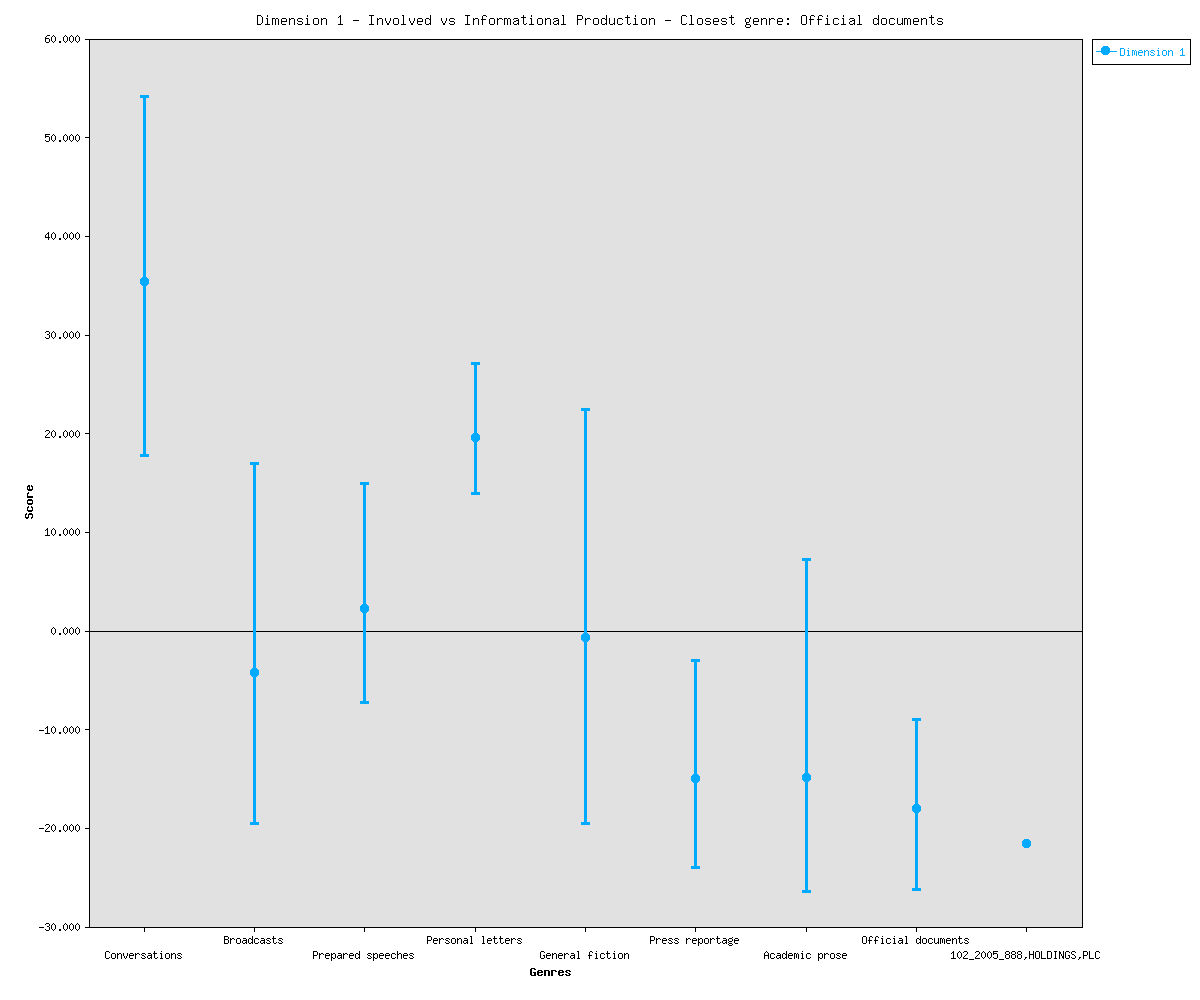 Dimension 1 - Involved vs Informational Production - Closest genre: Official documents
Dimension 1
60.000
50.000
40.000
30.000
20.000
10.000
0.000
-10.000
-20.000
-30.000
Score
Broadcasts Personal letters Press reportage Official documents
Conversations Prepared speeches General fiction Academic prose 102_2005_888,HOLDINGS,PLC
Genres